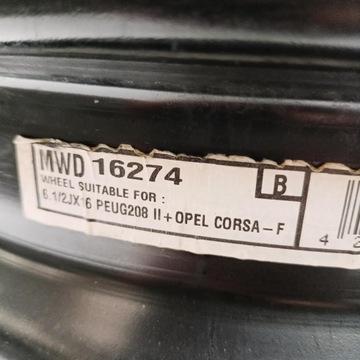 MWD 16274
B
WHEEL SUITABLE FOR :
6.1/2JX16 PEUG208 II+OPEL CORSA-F
4